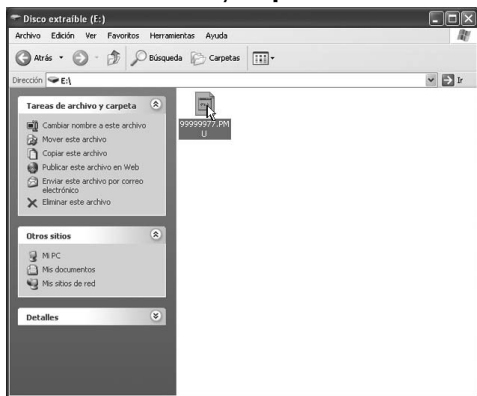 Disco extraíble (E:)
Archivo Edición Ver Favoritos Herramientas Ayuda
Atrás Búsqueda Carpetas
Dirección E:\ Ir
Tareas de archivo y carpeta
Cambiar nombre a este archivo
Mover este archivo
Copiar este archivo
Publicar este archivo en Web
Enviar este archivo por correo
electrónico
Eliminar este archivo
Otros sitios
Mi PC
Mis documentos
Mis sitios de red
Detalles
99999977.PM
U